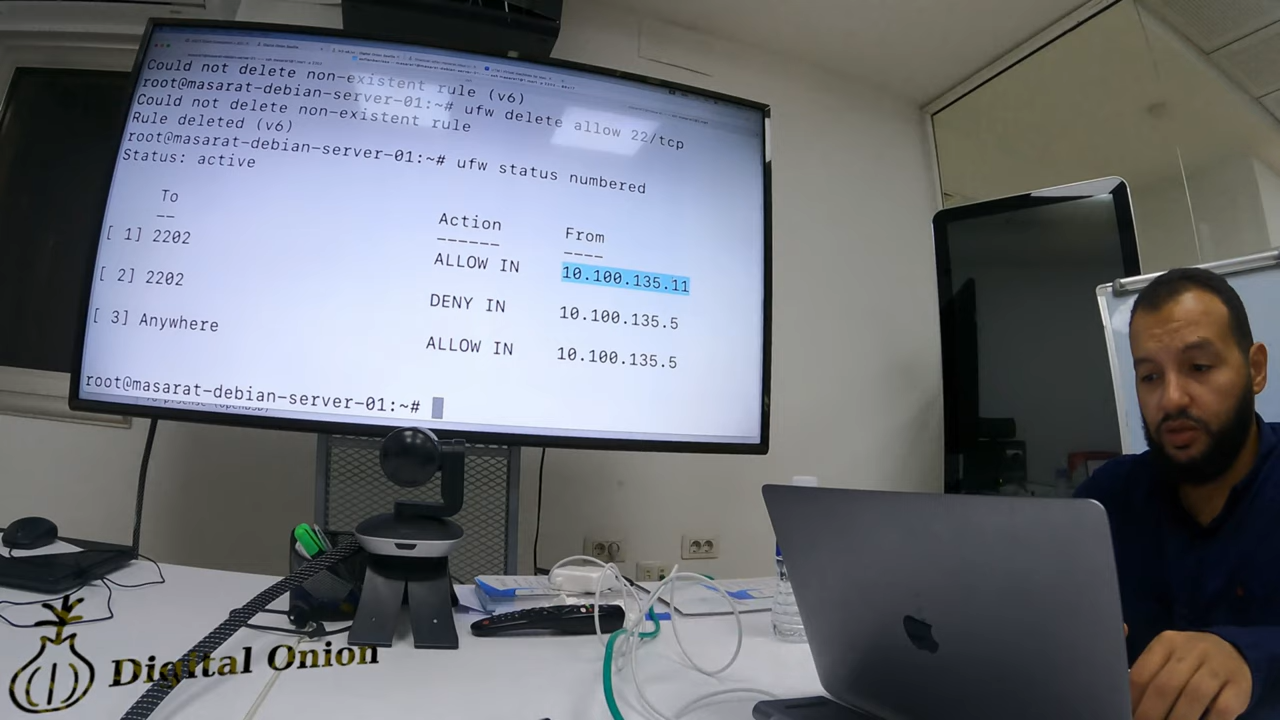 Could not delete non-existent rule (v6)
root@masarat-debian-server-01:~# ufw delete allow 22/tcp
Could not delete non-existent rule
Rule deleted (v6)
root@masarat-debian-server-01:~# ufw status numbered
Status: active
To Action From
-- ------ ----
[ 1] 2202 ALLOW IN 10.100.135.11
[ 2] 2202 DENY IN 10.100.135.5
[ 3] Anywhere ALLOW IN 10.100.135.5
root@masarat-debian-server-01:~#
Digital Onion